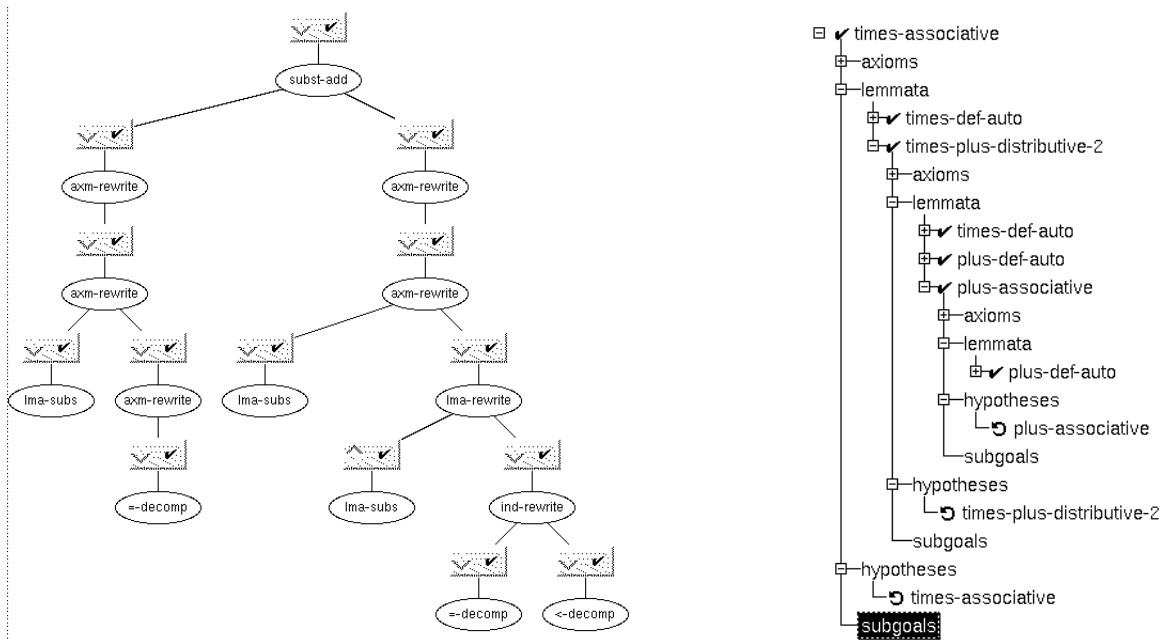 subst-add
axm-rewrite
axm-rewrite
axm-rewrite
axm-rewrite
lma-subs
axm-rewrite
lma-subs
lma-rewrite
=-decomp
lma-subs
ind-rewrite
=-decomp
<-decomp
times-associative
axioms
lemmata
times-def-auto
times-plus-distributive-2
axioms
lemmata
times-def-auto
plus-def-auto
plus-associative
axioms
lemmata
plus-def-auto
hypotheses
plus-associative
subgoals
hypotheses
times-plus-distributive-2
subgoals
hypotheses
times-associative
subgoals